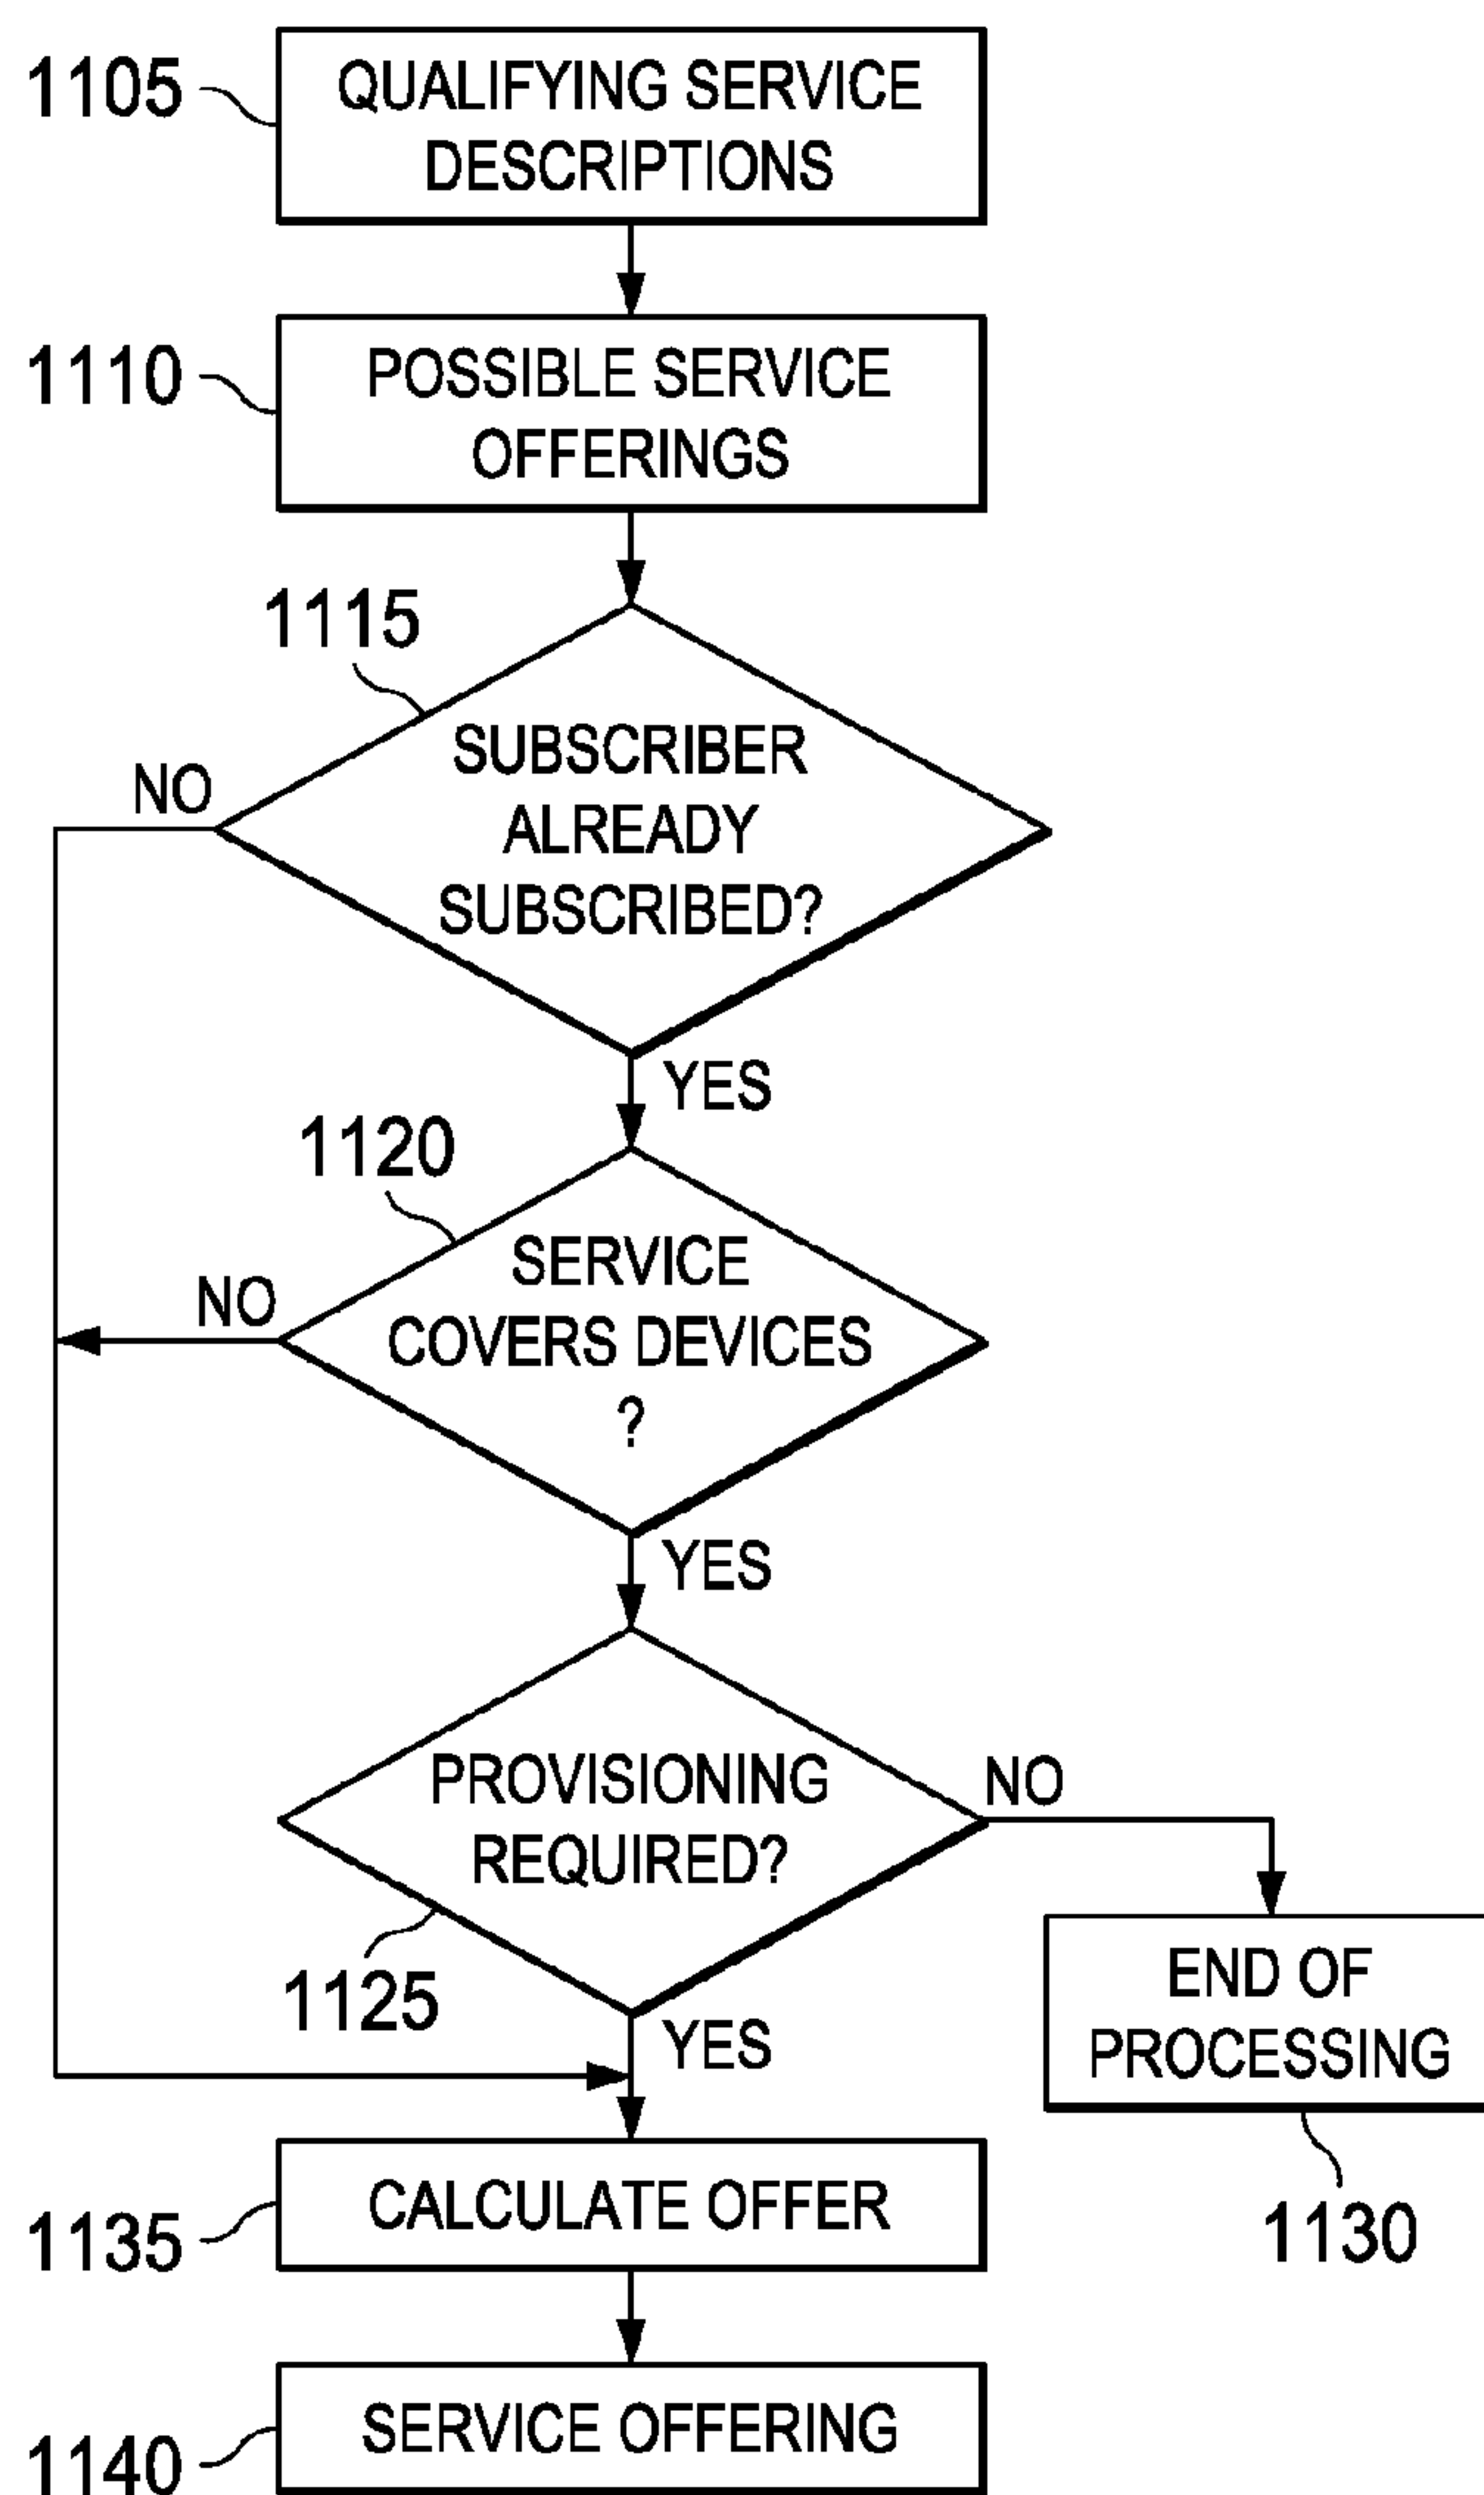 1105
QUALIFYING SERVICE
DESCRIPTIONS
1110
POSSIBLE SERVICE
OFFERINGS
1115
SUBSCRIBER
ALREADY
SUBSCRIBED?
NO
YES
1120
SERVICE
COVERS DEVICES
?
NO
YES
PROVISIONING
REQUIRED?
NO
1125
YES
END OF
PROCESSING
1130
CALCULATE OFFER
1135
SERVICE OFFERING
1140